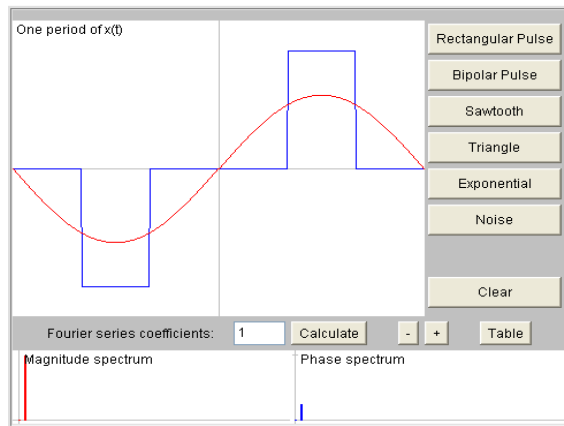 One period of x(t)
Rectangular Pulse
Bipolar Pulse
Sawtooth
Triangle
Exponential
Noise
Clear
Fourier series coefficients: 1 Calculate - + Table
Magnitude spectrum Phase spectrum